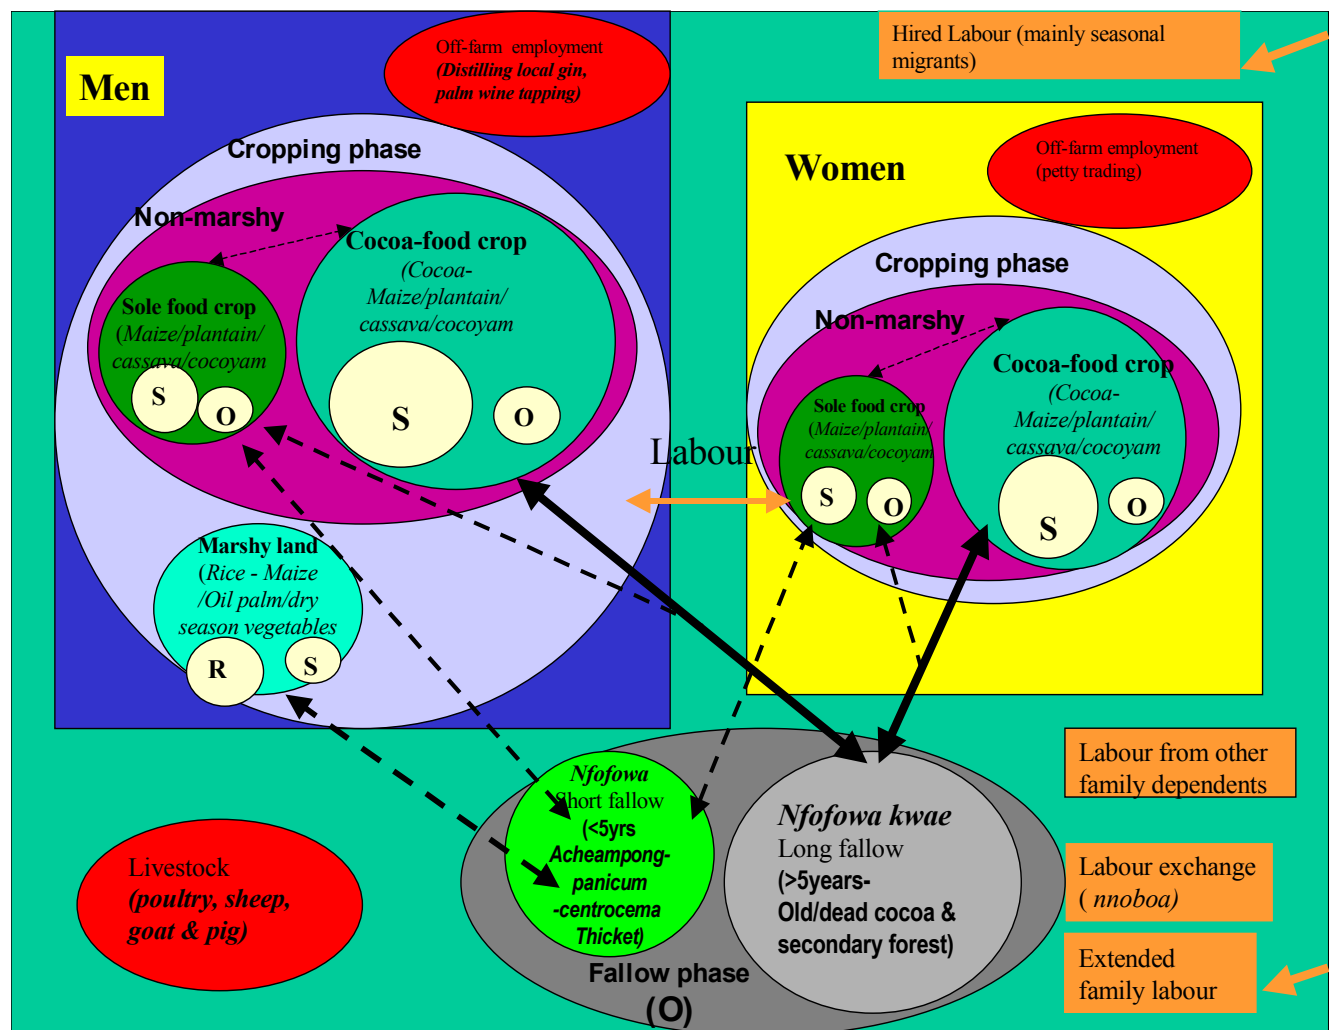 Men
Off-farm employment
(Distilling local gin,
palm wine tapping)
Cropping phase
Non-marshy
Cocoa-food crop
(Cocoa-
Maize/plantain/
cassava/cocoyam
S
O
Sole food crop
(Maize/plantain/
cassava/cocoyam
S
O
Marshy land
(Rice - Maize
/Oil palm/dry
season vegetables
R
S
Labour
Hired Labour (mainly seasonal
migrants)
Women
Off-farm employment
(petty trading)
Cropping phase
Non-marshy
Cocoa-food crop
(Cocoa-
Maize/plantain/
cassava/cocoyam
S
O
Sole food crop
(Maize/plantain/
cassava/cocoyam
S
O
Livestock
(poultry, sheep,
goat & pig)
Nfofowa
Short fallow
(<5yrs
Acheampong-
panicum
-centrocema
Thicket)
Nfofowa kwae
Long fallow
(>5years-
Old/dead cocoa &
secondary forest)
Fallow phase
(O)
Labour from other
family dependents
Labour exchange
( nnoboa)
Extended
family labour